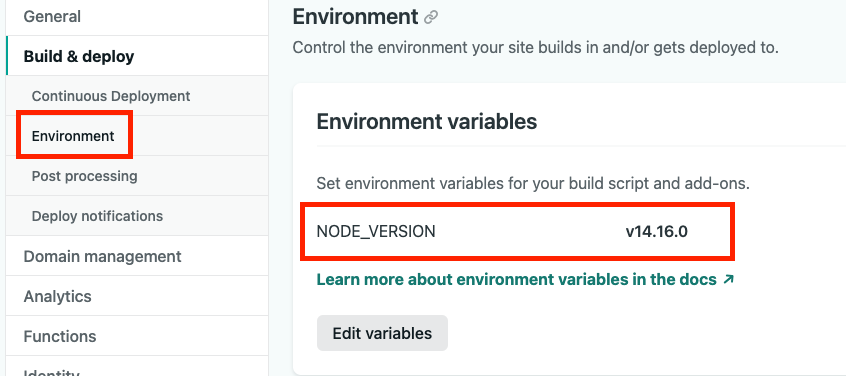 General
Build & deploy
Continuous Deployment
Environment
Post processing
Deploy notifications
Domain management
Analytics
Functions
Identity
Environment
Control the environment your site builds in and/or gets deployed to.
Environment variables
Set environment variables for your build script and add-ons.
NODE_VERSION v14.16.0
Learn more about environment variables in the docs ↗
Edit variables